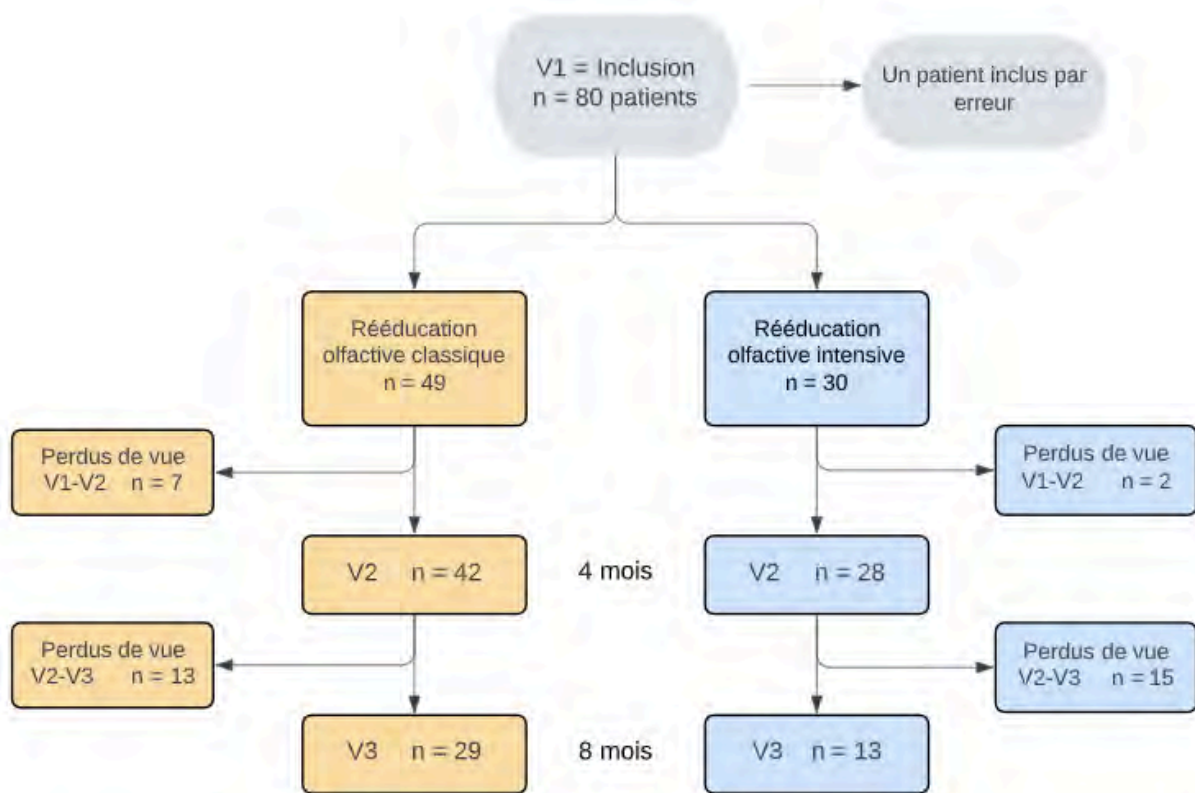 V1 = Inclusion
n = 80 patients
Un patient inclus par
erreur
Rééducation
olfactive classique
n = 49
Rééducation
olfactive intensive
n = 30
Perdus de vue
V1-V2 n = 7
Perdus de vue
V1-V2 n = 2
V2 n = 42
4 mois
V2 n = 28
Perdus de vue
V2-V3 n = 13
Perdus de vue
V2-V3 n = 15
V3 n = 29
8 mois
V3 n = 13